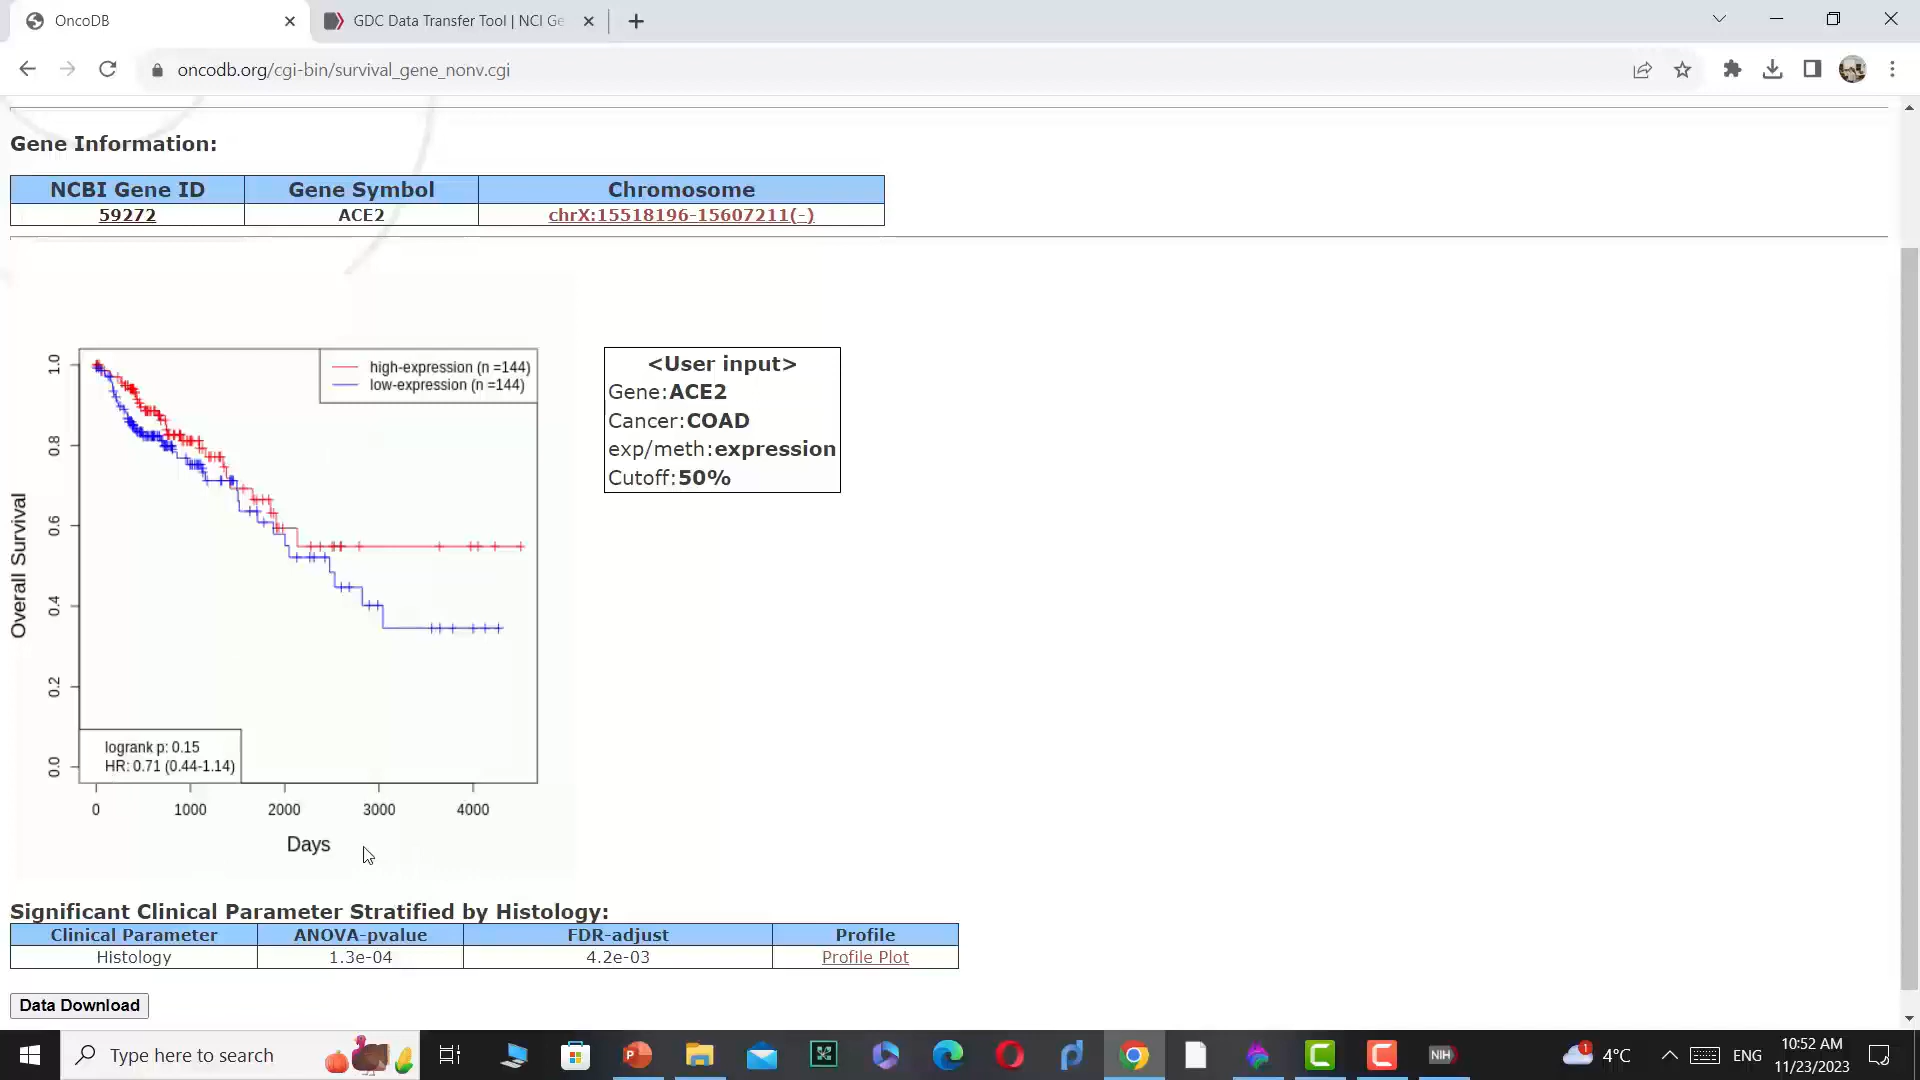 OncoDB
GDC Data Transfer Tool | NCI Ge
oncodb.org/cgi-bin/survival_gene_nonv.cgi
Gene Information:
NCBI Gene ID Gene Symbol Chromosome
59272 ACE2 chrX:15518196-15607211(-)
high-expression (n =144)
low-expression (n =144)
<User input>
Gene:ACE2
Cancer:COAD
exp/meth:expression
Cutoff:50%
Overall Survival
1.0
0.8
0.6
0.4
0.2
0.0
logrank p: 0.15
HR: 0.71 (0.44-1.14)
0 1000 2000 3000 4000
Days
Significant Clinical Parameter Stratified by Histology:
Clinical Parameter ANOVA-pvalue FDR-adjust Profile
Histology 1.3e-04 4.2e-03 Profile Plot
Data Download
Type here to search
P
NIH
1
4°C
ENG
10:52 AM
11/23/2023